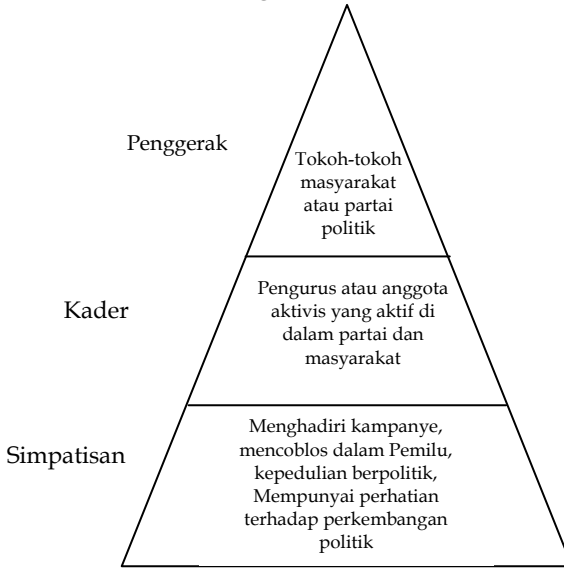 Penggerak
Tokoh-tokoh
masyarakat
atau partai
politik
Kader
Pengurus atau anggota
aktivis yang aktif di
dalam partai dan
masyarakat
Simpatisan
Menghadiri kampanye,
mencoblos dalam Pemilu,
kepedulian berpolitik,
Mempunyai perhatian
terhadap perkembangan
politik